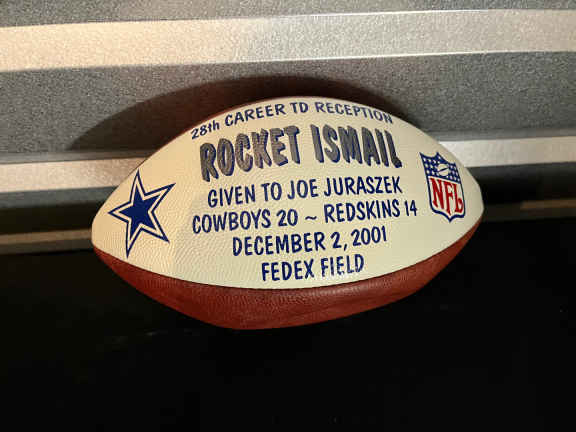 28th CAREER TD RECEPTION
ROCKET ISMAIL
GIVEN TO JOE JURASZEK
COWBOYS 20 ~ REDSKINS 14
DECEMBER 2, 2001
FEDEX FIELD
NFL